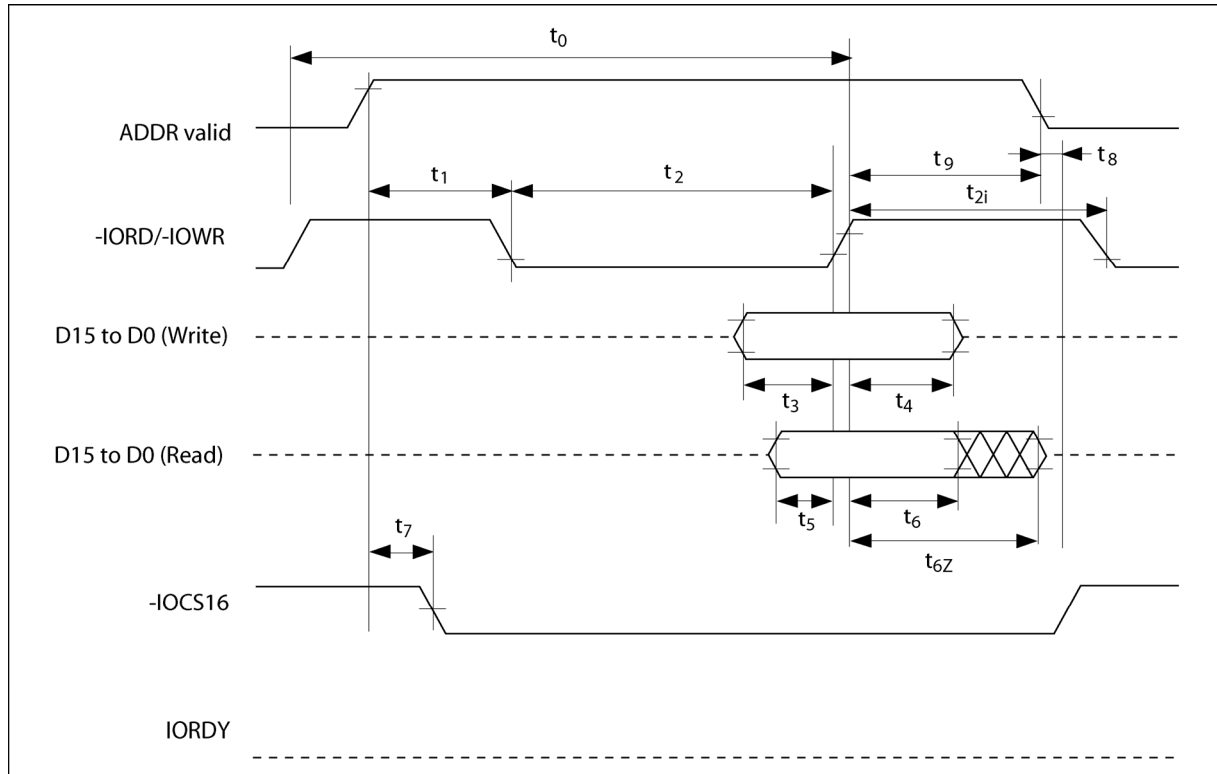 t0
ADDR valid
t9
t8
t1
t2
t2i
-IORD/-IOWR
D15 to D0 (Write)
t3
t4
D15 to D0 (Read)
t5
t6
t7
t6Z
-IOCS16
IORDY